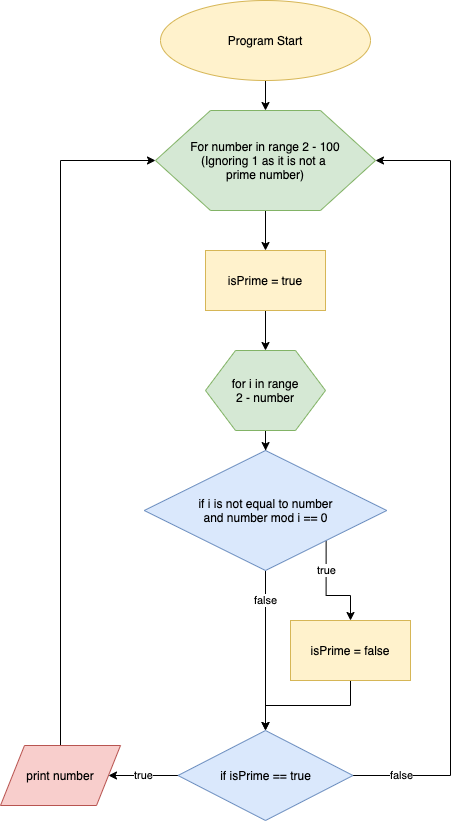 Program Start
For number in range 2 - 100
(Ignoring 1 as it is not a
prime number)
isPrime = true
for i in range
2 - number
if i is not equal to number
and number mod i == 0
true
false
isPrime = false
if isPrime == true
true
false
print number